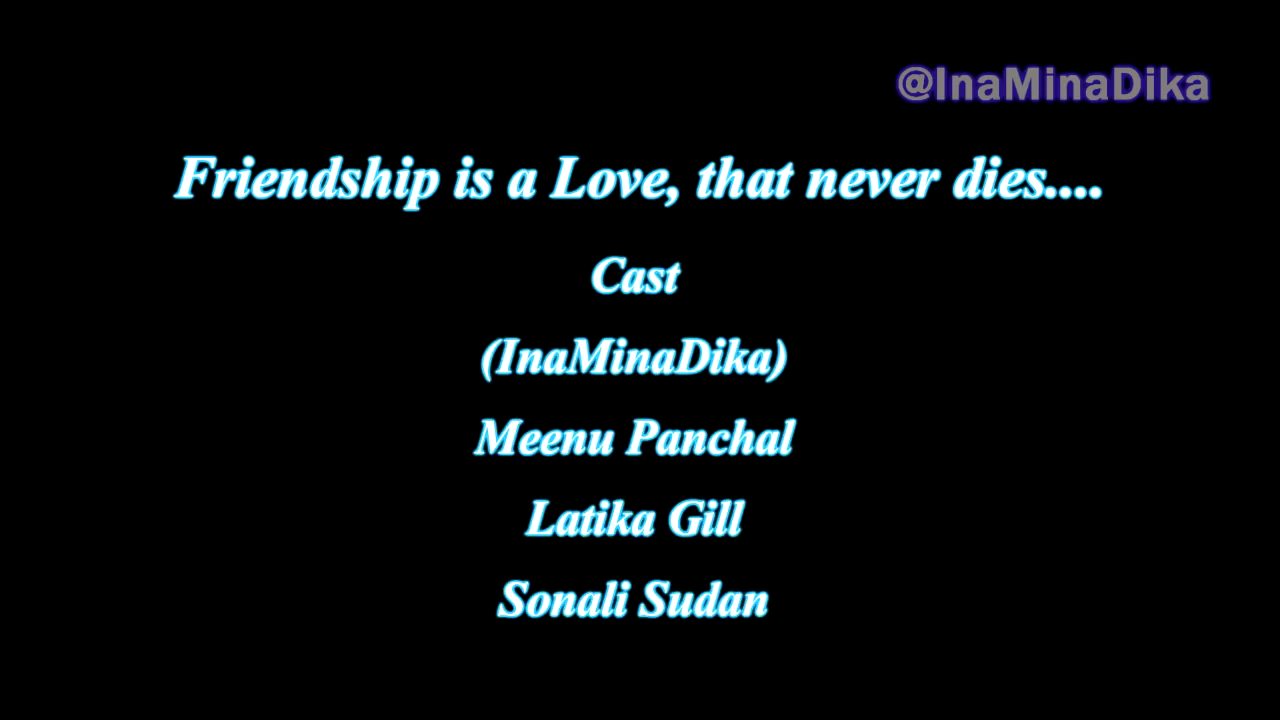 @InaMinaDika
Friendship is a Love, that never dies....
Cast
(InaMinaDika)
Meenu Panchal
Latika Gill
Sonali Sudan